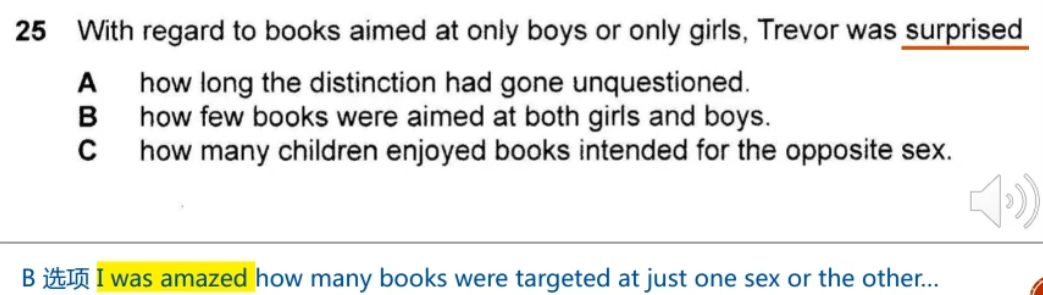 25 With regard to books aimed at only boys or only girls, Trevor was surprised
A how long the distinction had gone unquestioned.
B how few books were aimed at both girls and boys.
C how many children enjoyed books intended for the opposite sex.
B 选项 I was amazed how many books were targeted at just one sex or the other...